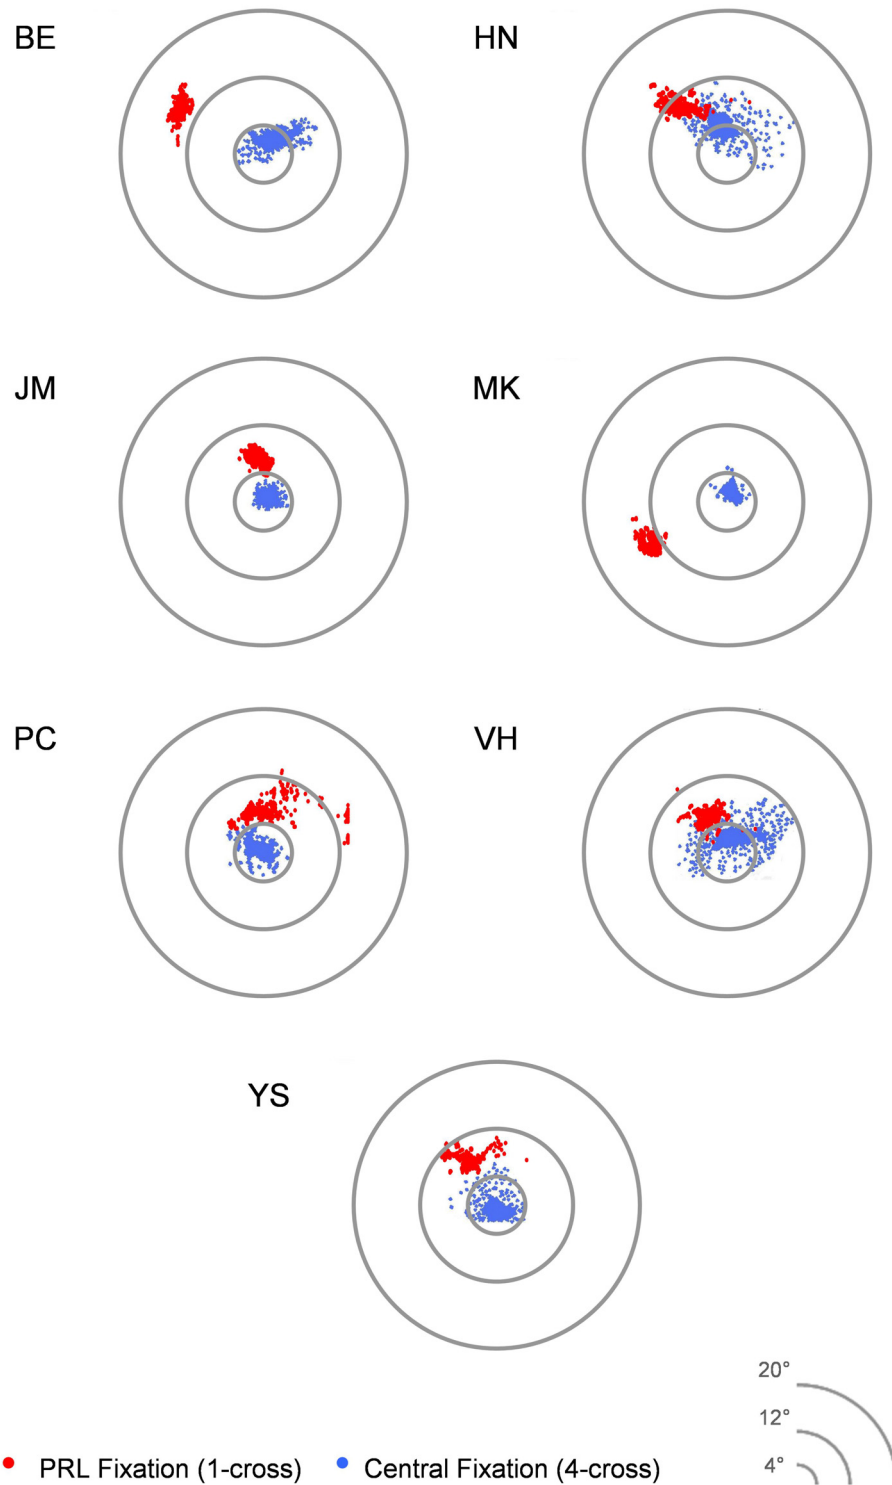 BE
HN
JM
MK
PC
VH
YS
20°
12°
4°
PRL Fixation (1-cross)
Central Fixation (4-cross)